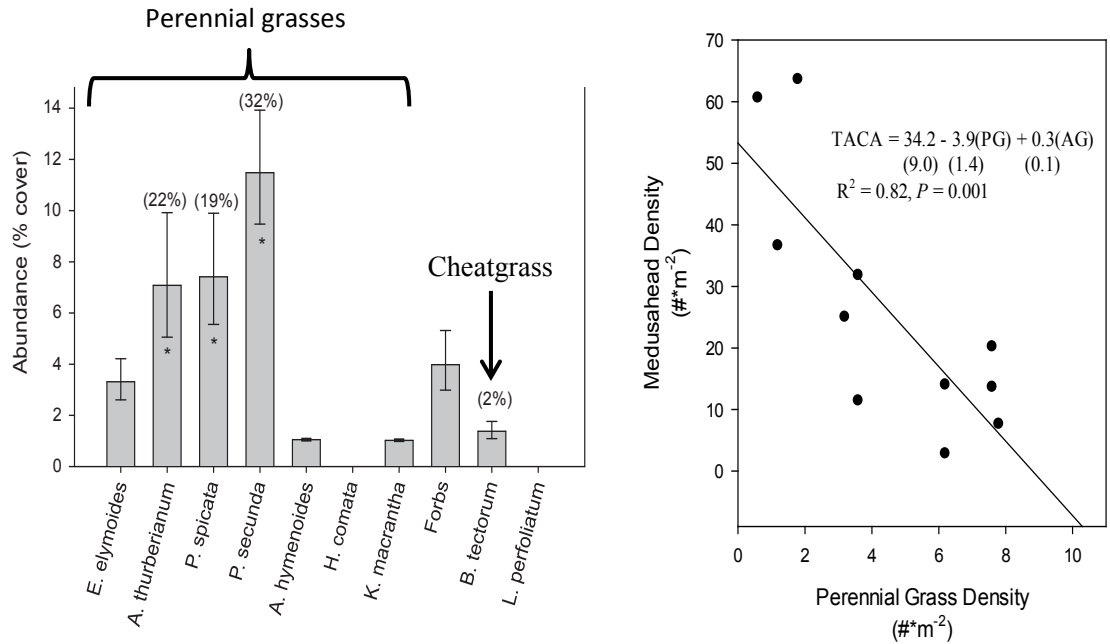 Perennial grasses
Abundance (% cover)
14
12
10
8
6
4
2
0
(22%)
(19%)
(32%)
*
*
*
Cheatgrass
(2%)
E. elymoides
A. thurberianum
P. spicata
P. secunda
A. hymenoides
H. comata
K. macrantha
Forbs
B. tectorum
L. perfoliatum
Medusahead Density
(#*m-2)
70
60
50
40
30
20
10
0
TACA = 34.2 - 3.9(PG) + 0.3(AG)
(9.0) (1.4) (0.1)
R2 = 0.82, P = 0.001
0 2 4 6 8 10
Perennial Grass Density
(#*m-2)